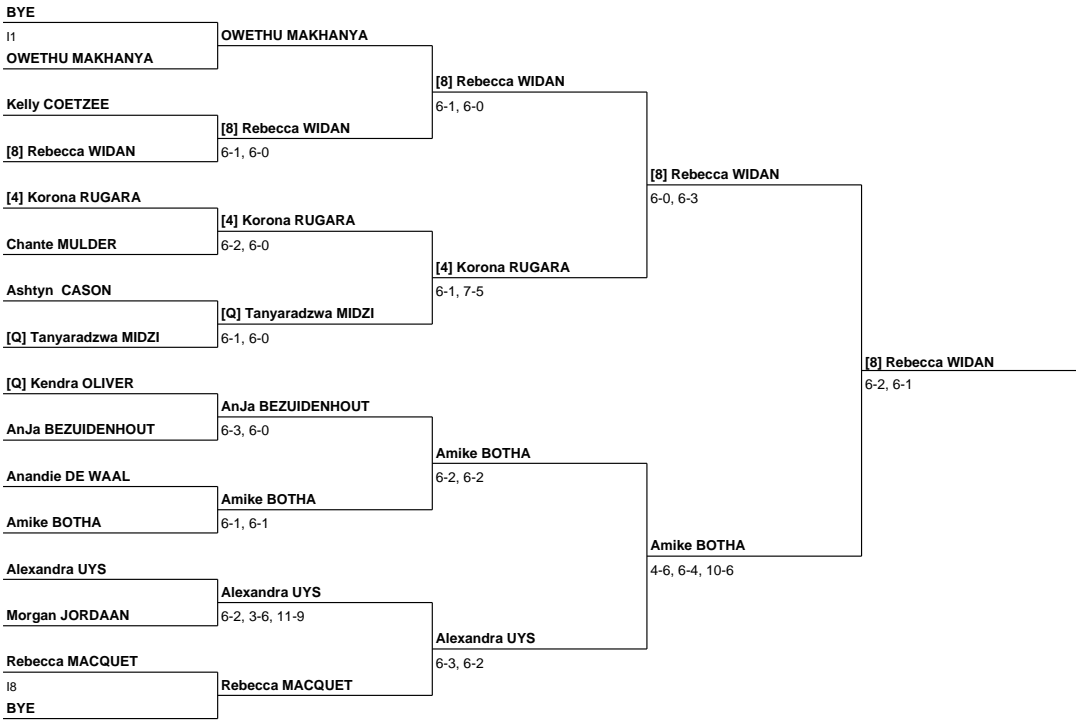 BYE
I1
OWETHU MAKHANYA
Kelly COETZEE
[8] Rebecca WIDAN
[4] Korona RUGARA
Chante MULDER
Ashtyn CASON
[Q] Tanyaradzwa MIDZI
[Q] Kendra OLIVER
AnJa BEZUIDENHOUT
Anandie DE WAAL
Amike BOTHA
Alexandra UYS
Morgan JORDAAN
Rebecca MACQUET
I8
BYE
OWETHU MAKHANYA
[8] Rebecca WIDAN
6-1, 6-0
[4] Korona RUGARA
6-2, 6-0
[Q] Tanyaradzwa MIDZI
6-1, 6-0
AnJa BEZUIDENHOUT
6-3, 6-0
Amike BOTHA
6-1, 6-1
Alexandra UYS
6-2, 3-6, 11-9
Rebecca MACQUET
[8] Rebecca WIDAN
6-1, 6-0
[4] Korona RUGARA
6-1, 7-5
Amike BOTHA
6-2, 6-2
Alexandra UYS
6-3, 6-2
[8] Rebecca WIDAN
6-0, 6-3
Amike BOTHA
4-6, 6-4, 10-6
[8] Rebecca WIDAN
6-2, 6-1